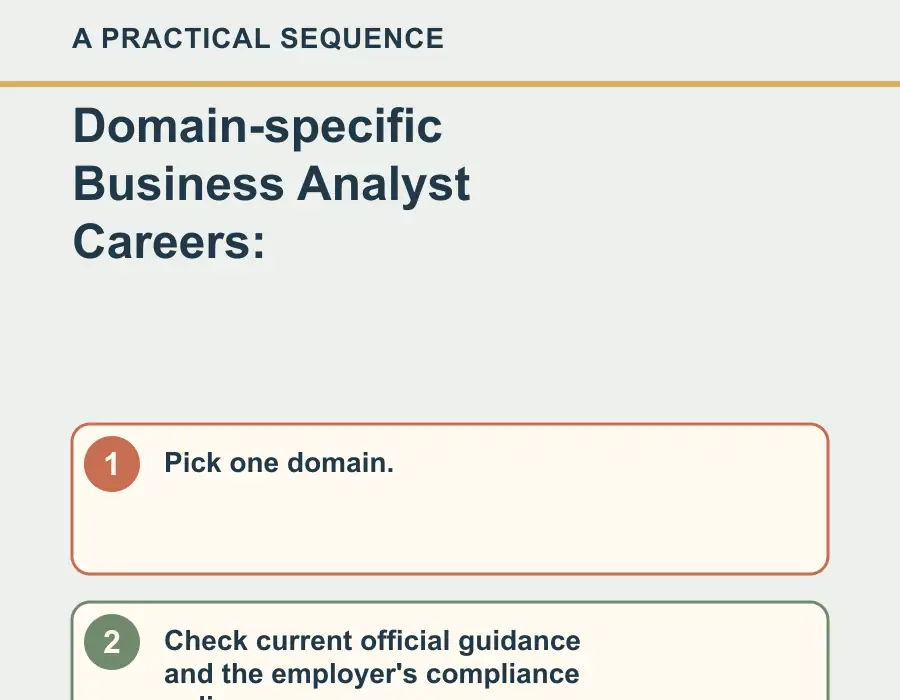 A PRACTICAL SEQUENCE
Domain-specific
Business Analyst
Careers:
1
Pick one domain.
2
Check current official guidance
and the employer's compliance